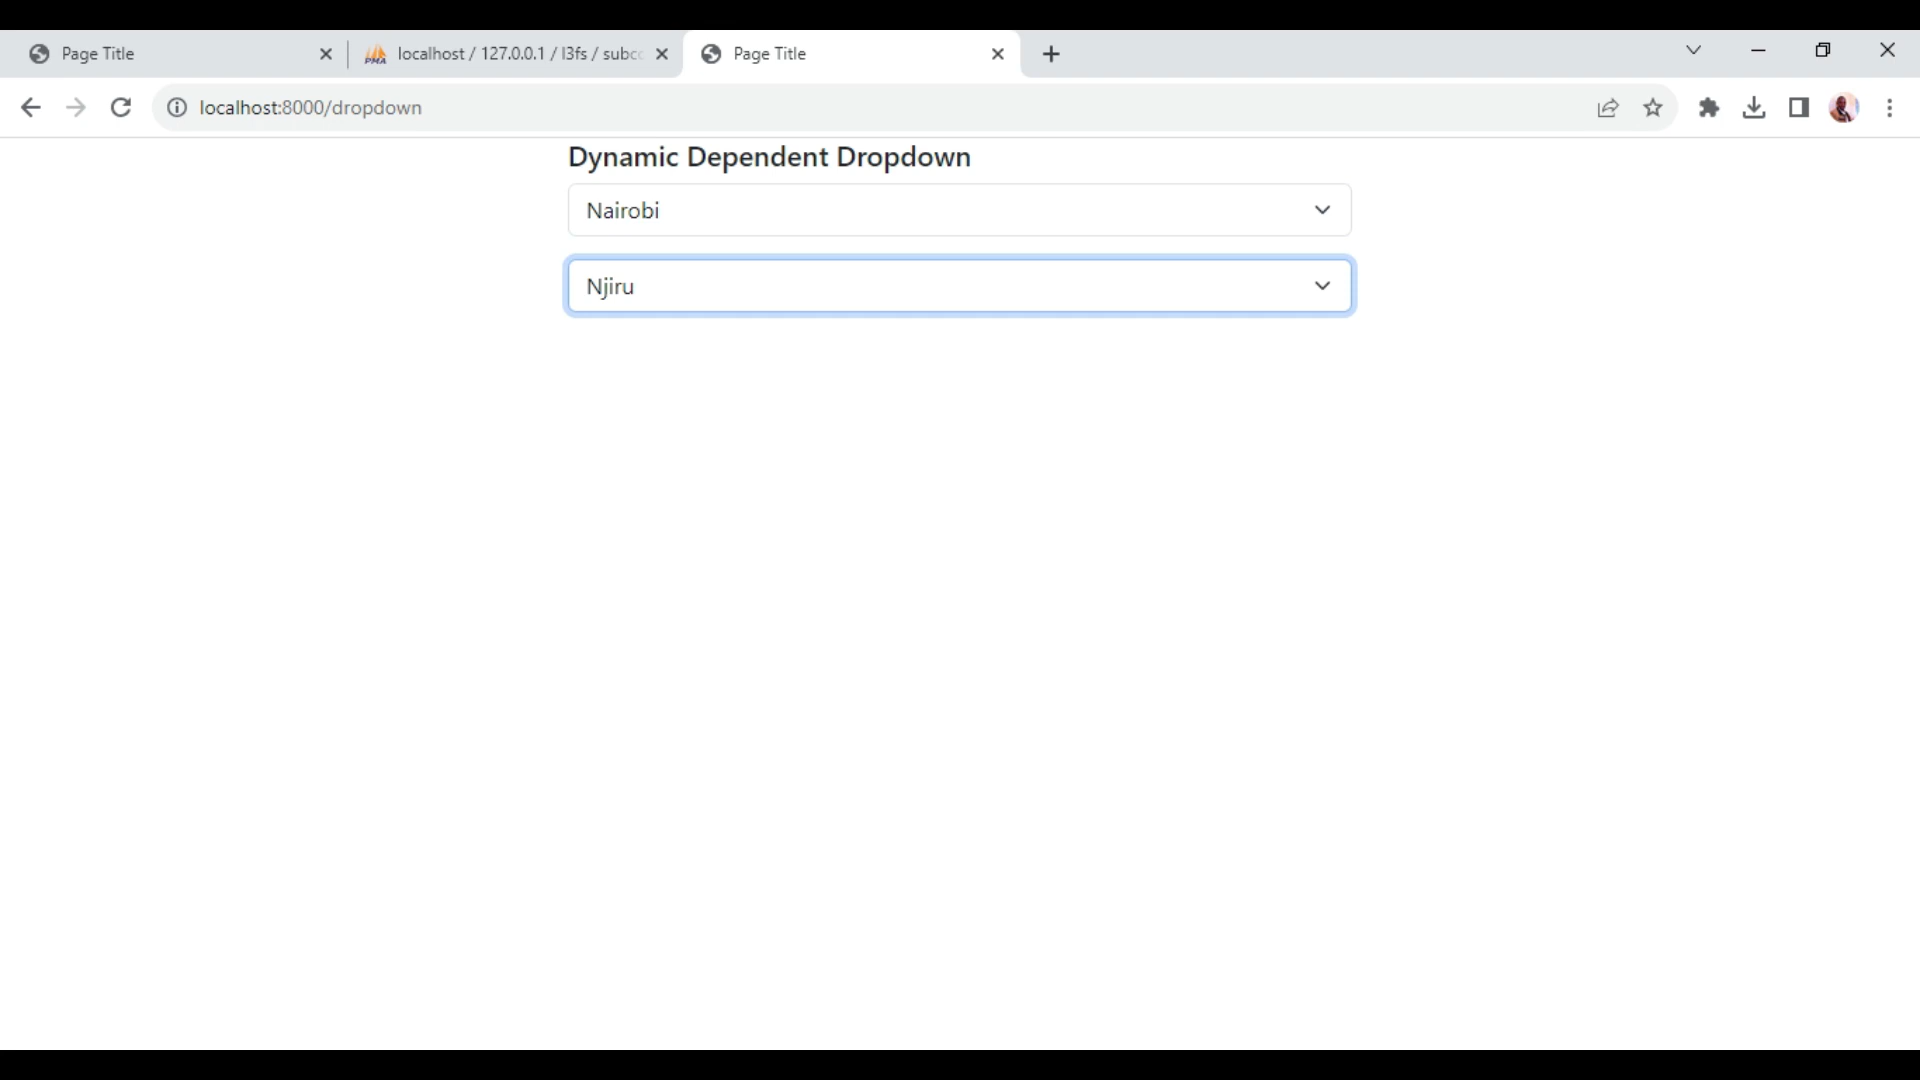 Page Title
PMA localhost / 127.0.0.1 / l3fs / subc
Page Title
localhost:8000/dropdown
Dynamic Dependent Dropdown
Nairobi
Njiru